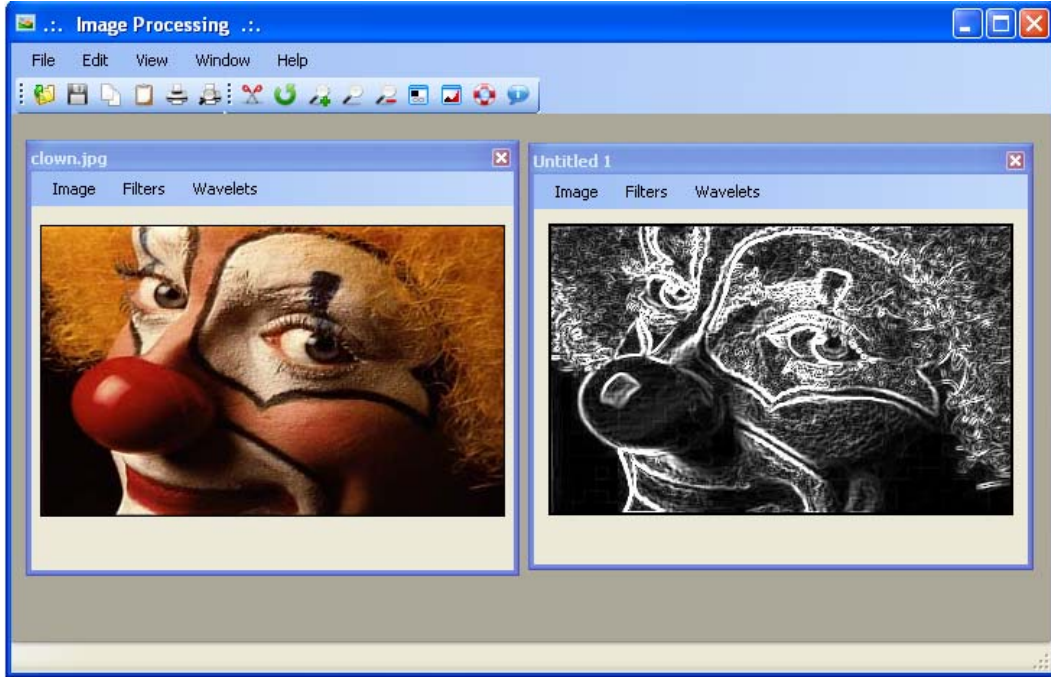 .:. Image Processing .:.
File Edit View Window Help
clown.jpg
Image Filters Wavelets
Untitled 1
Image Filters Wavelets